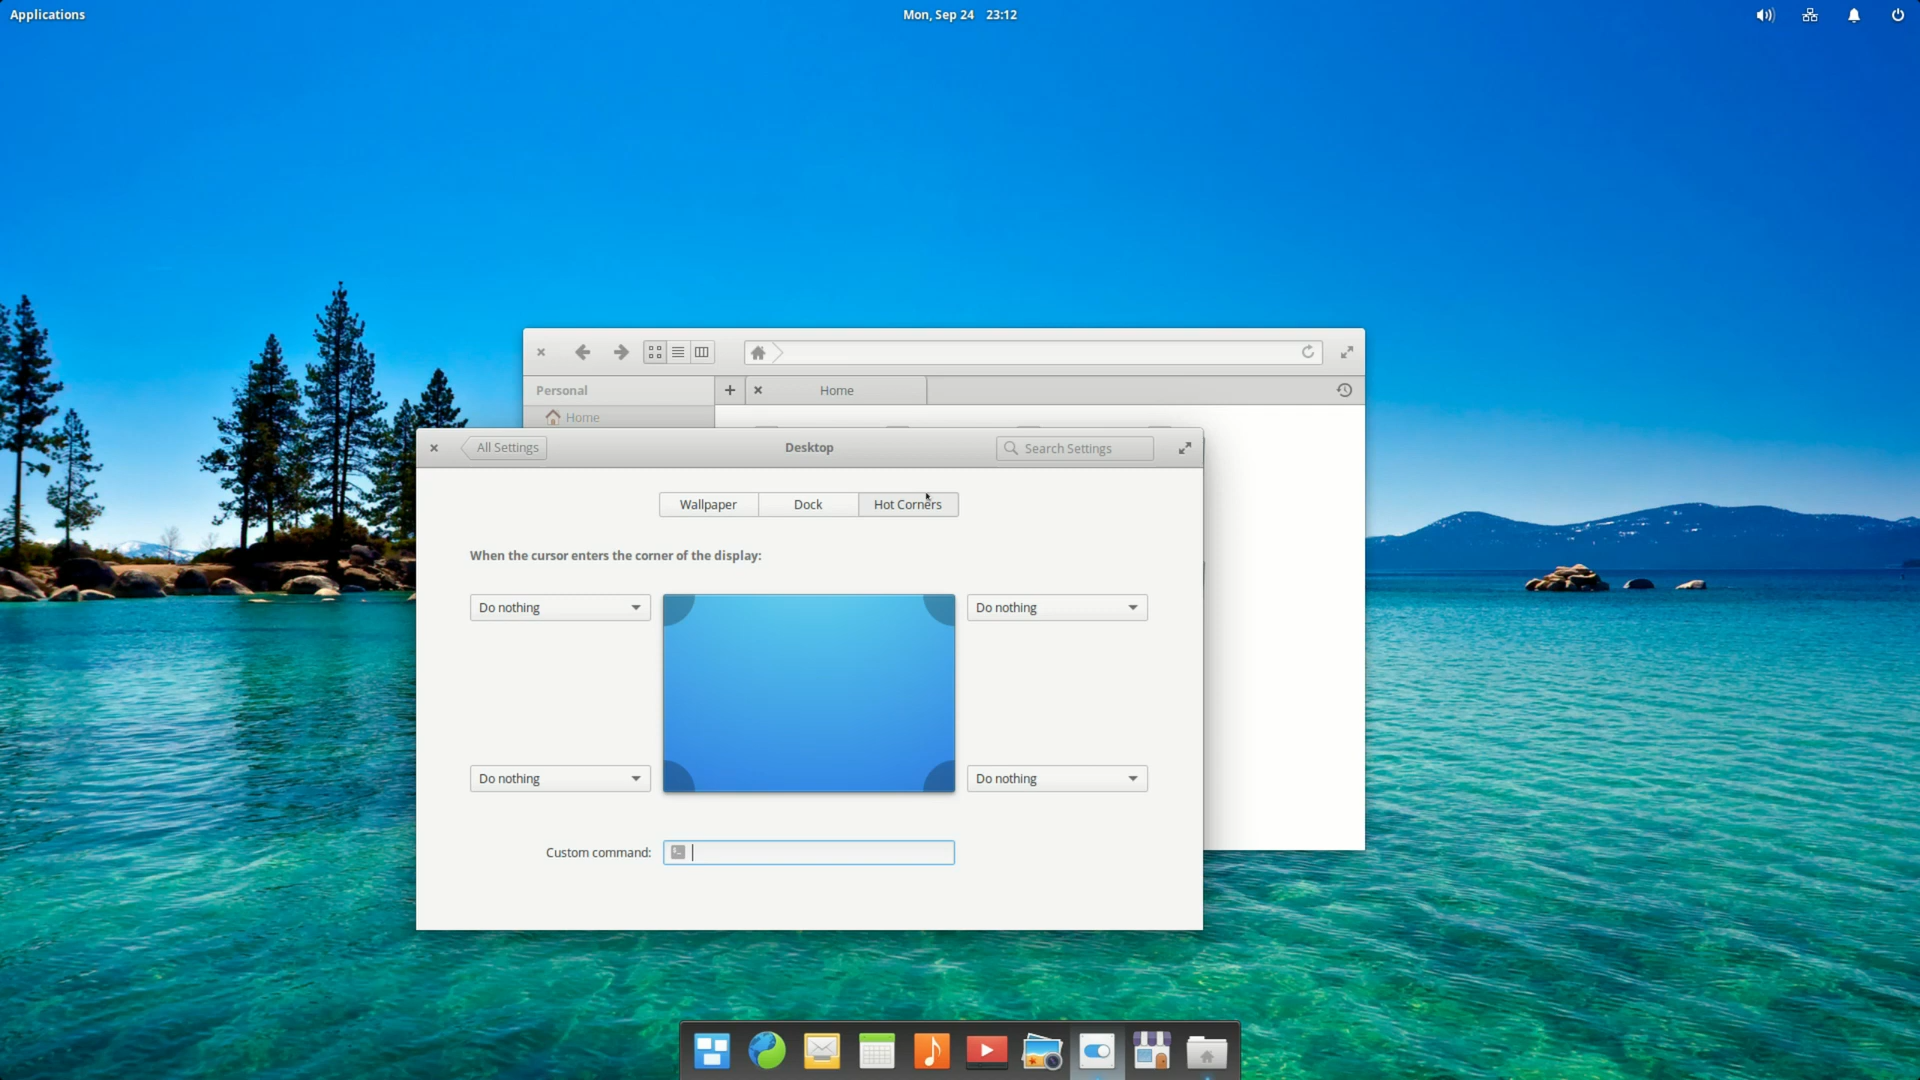 Applications
Mon, Sep 24 23:12
Personal
Home
Home
All Settings
Desktop
Search Settings
Wallpaper
Dock
Hot Corners
When the cursor enters the corner of the display:
Do nothing
Do nothing
Do nothing
Do nothing
Custom command: